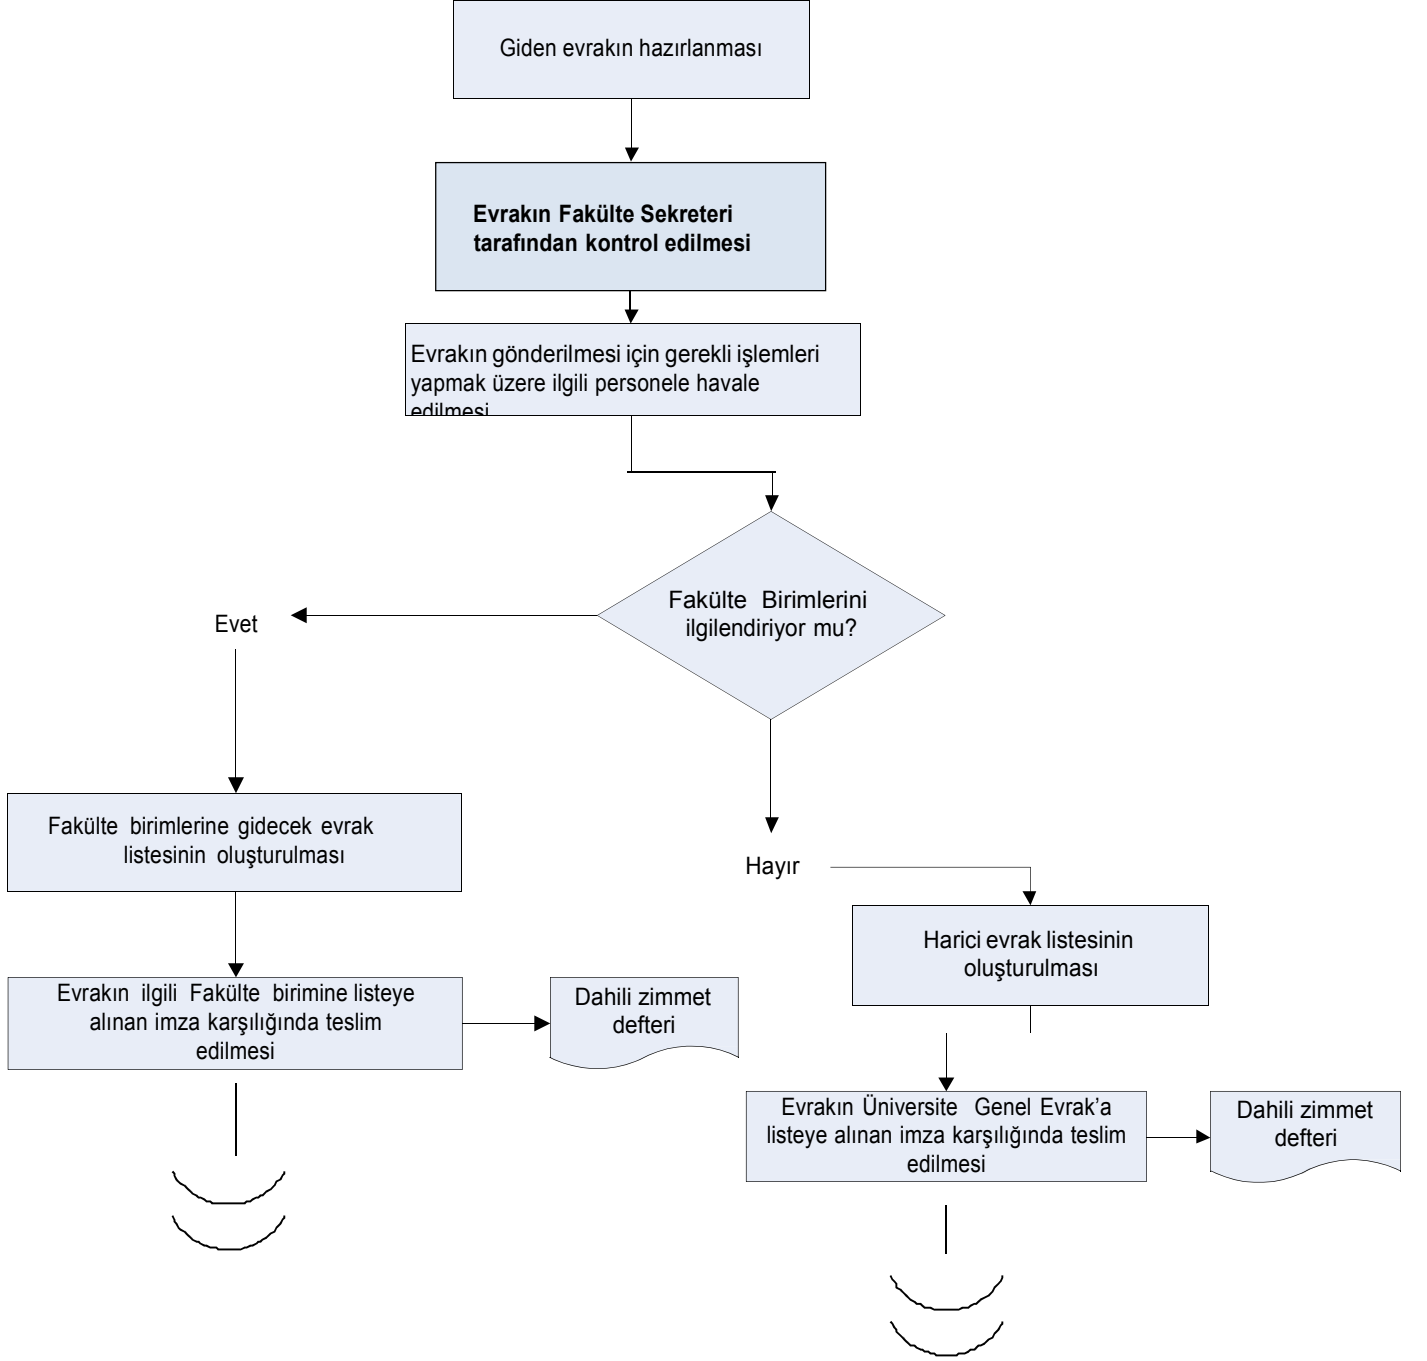 Giden evrakın hazırlanması
Evrakın Fakülte Sekreteri
tarafından kontrol edilmesi
Evrakın gönderilmesi için gerekli işlemleri
yapmak üzere ilgili personele havale
edilmesi
Fakülte Birimlerini
ilgilendiriyor mu?
Evet
Fakülte birimlerine gidecek evrak
listesinin oluşturulması
Hayır
Harici evrak listesinin
oluşturulması
Evrakın ilgili Fakülte birimine listeye
alınan imza karşılığında teslim
edilmesi
Dahili zimmet
defteri
Evrakın Üniversite Genel Evrak’a
listeye alınan imza karşılığında teslim
edilmesi
Dahili zimmet
defteri